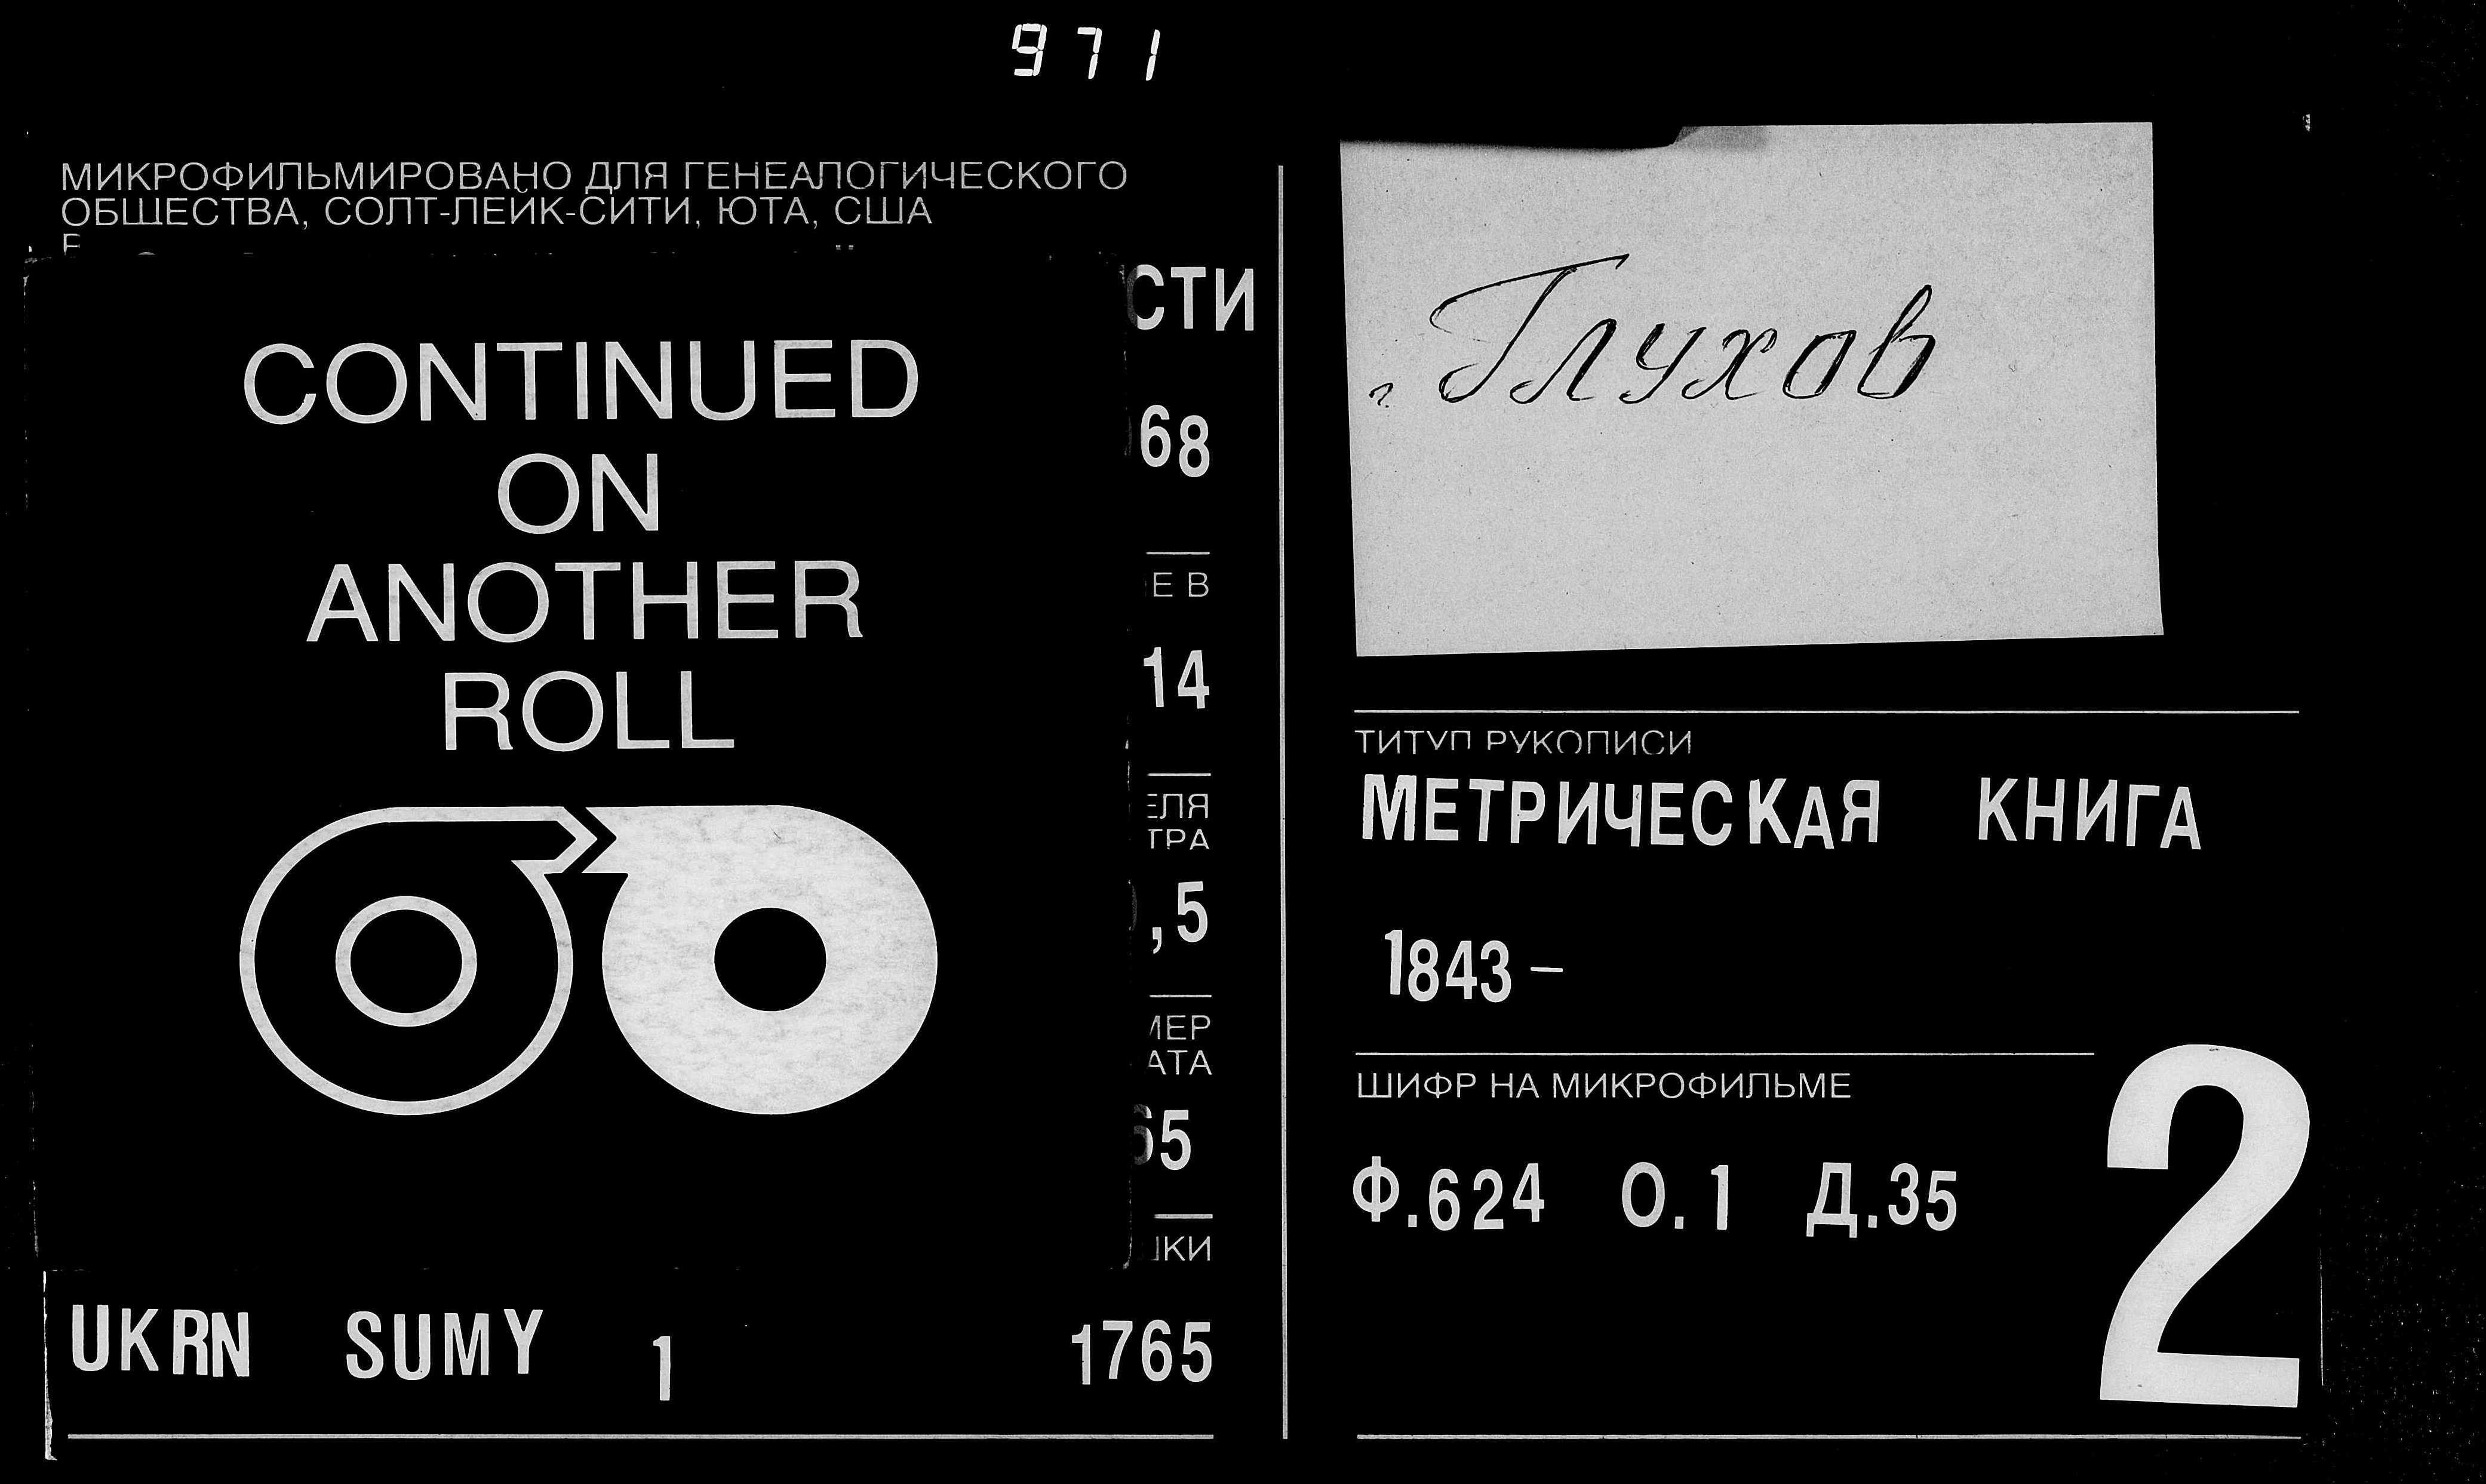 971
МИКРОФИЛЬМИРОВАНО ДЛЯ ГЕНЕАЛОГИЧЕСКОГО
ОБЩЕСТВА, СОЛТ-ЛЕЙК-СИТИ, ЮТА, США
СТИ
CONTINUED
ON
ANOTHER
ROLL
68
Е В
14
ЕЛЯ
ТРА
,5
МЕР
АТА
65
КИ
UKRN SUMY 1 1765
г. Глухов
ТИТУЛ РУКОПИСИ
МЕТРИЧЕСКАЯ КНИГА
1843 –
ШИФР НА МИКРОФИЛЬМЕ
Ф.624 О.1 Д.35
2